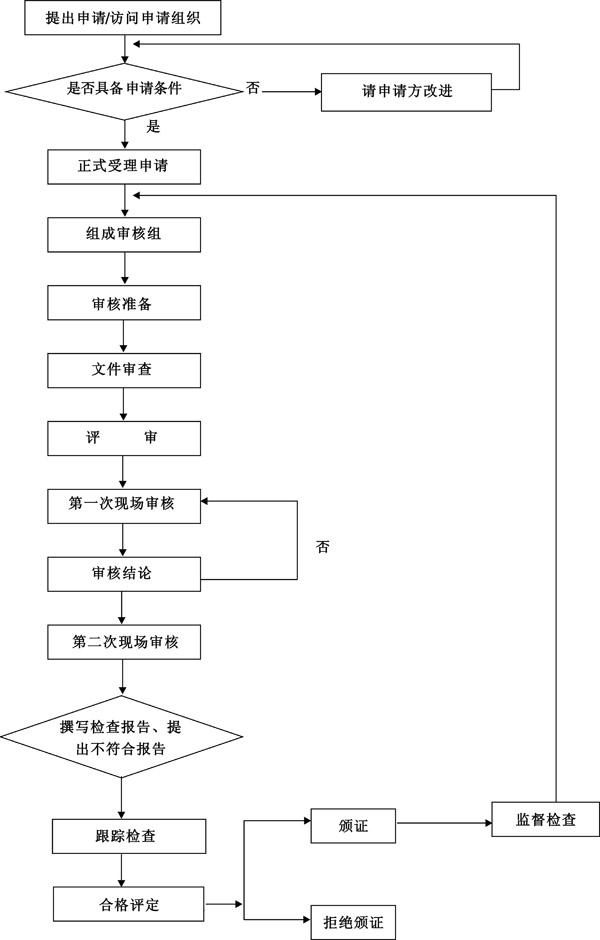 提出申请/访问申请组织
是否具备申请条件
否
请申请方改进
是
正式受理申请
组成审核组
审核准备
文件审查
评 审
第一次现场审核
否
审核结论
第二次现场审核
撰写检查报告、提
出不符合报告
跟踪检查
颁证
监督检查
合格评定
拒绝颁证